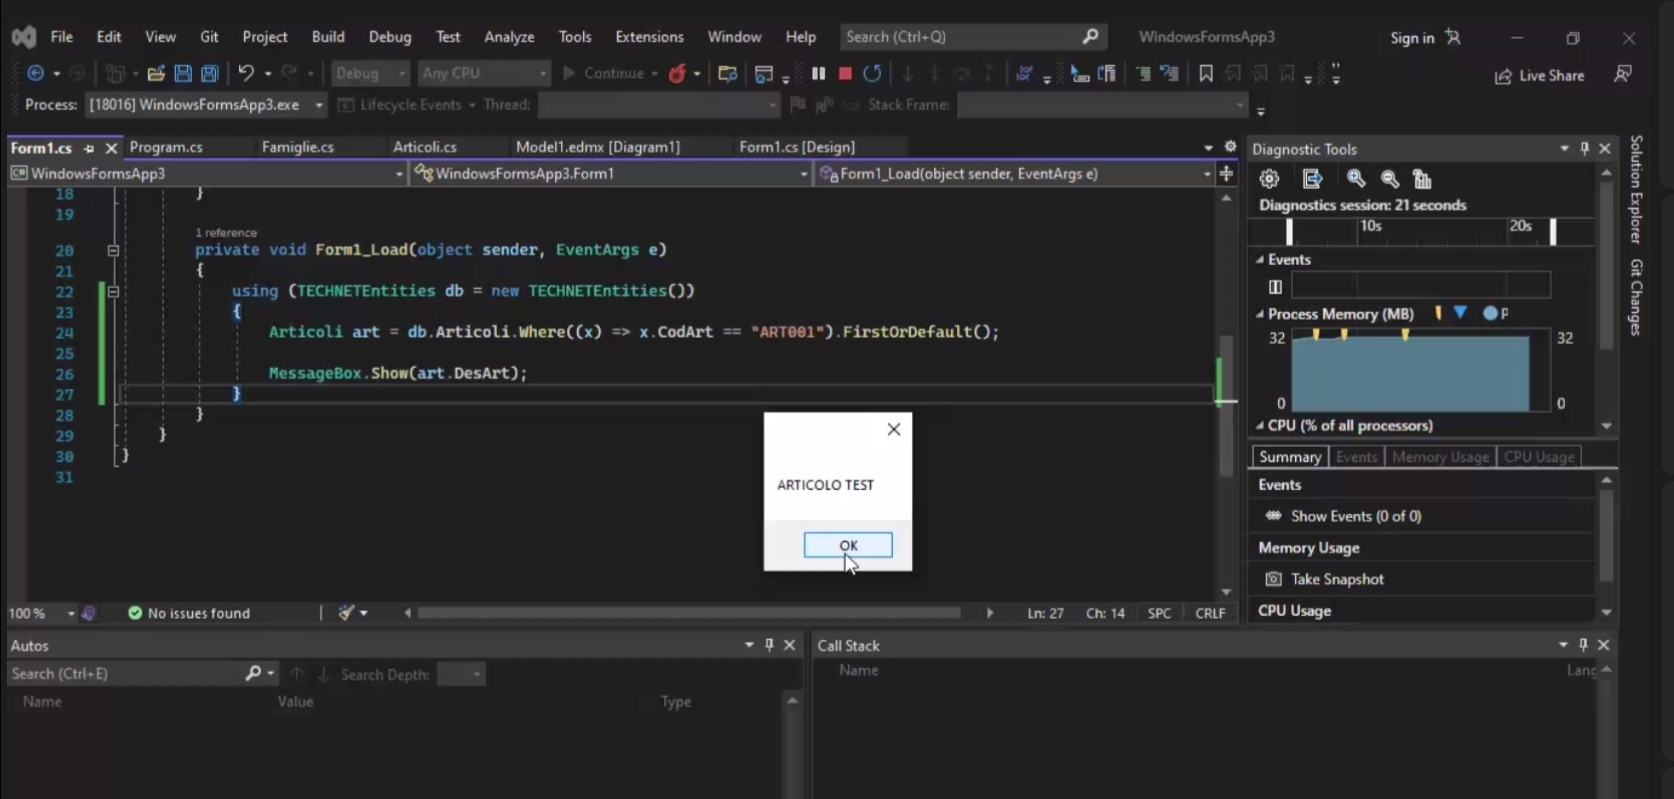 File Edit View Git Project Build Debug Test Analyze Tools Extensions Window Help Search (Ctrl+Q) WindowsFormsApp3 Sign in
Debug Any CPU Continue Live Share
Process: [18016] WindowsFormsApp3.exe Lifecycle Events Thread: Stack Frame:
Form1.cs Program.cs Famiglie.cs Articoli.cs Model1.edmx [Diagram1] Form1.cs [Design]
WindowsFormsApp3 WindowsFormsApp3.Form1 Form1_Load(object sender, EventArgs e)
18 }
19
1 reference
20 private void Form1_Load(object sender, EventArgs e)
21 {
22 using (TECHNETEntities db = new TECHNETEntities())
23 {
24 Articoli art = db.Articoli.Where((x) => x.CodArt == "ART001").FirstOrDefault();
25
26 MessageBox.Show(art.DesArt);
27 }
28 }
29 }
30 }
31
ARTICOLO TEST
OK
100 % No issues found Ln: 27 Ch: 14 SPC CRLF
Diagnostic Tools
Diagnostics session: 21 seconds
10s 20s
Events
Process Memory (MB) P
32 32
0 0
CPU (% of all processors)
Summary Events Memory Usage CPU Usage
Events
Show Events (0 of 0)
Memory Usage
Take Snapshot
CPU Usage
Solution Explorer
Git Changes
Autos
Search (Ctrl+E) Search Depth:
Name Value Type
Call Stack
Name Lang